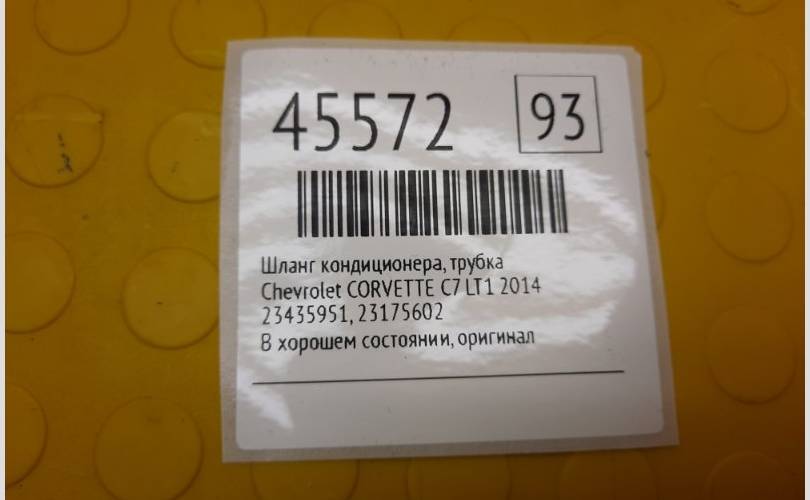 45572
93
Шланг кондиционера, трубка
Chevrolet CORVETTE C7 LT1 2014
23435951, 23175602
В хорошем состоянии, оригинал